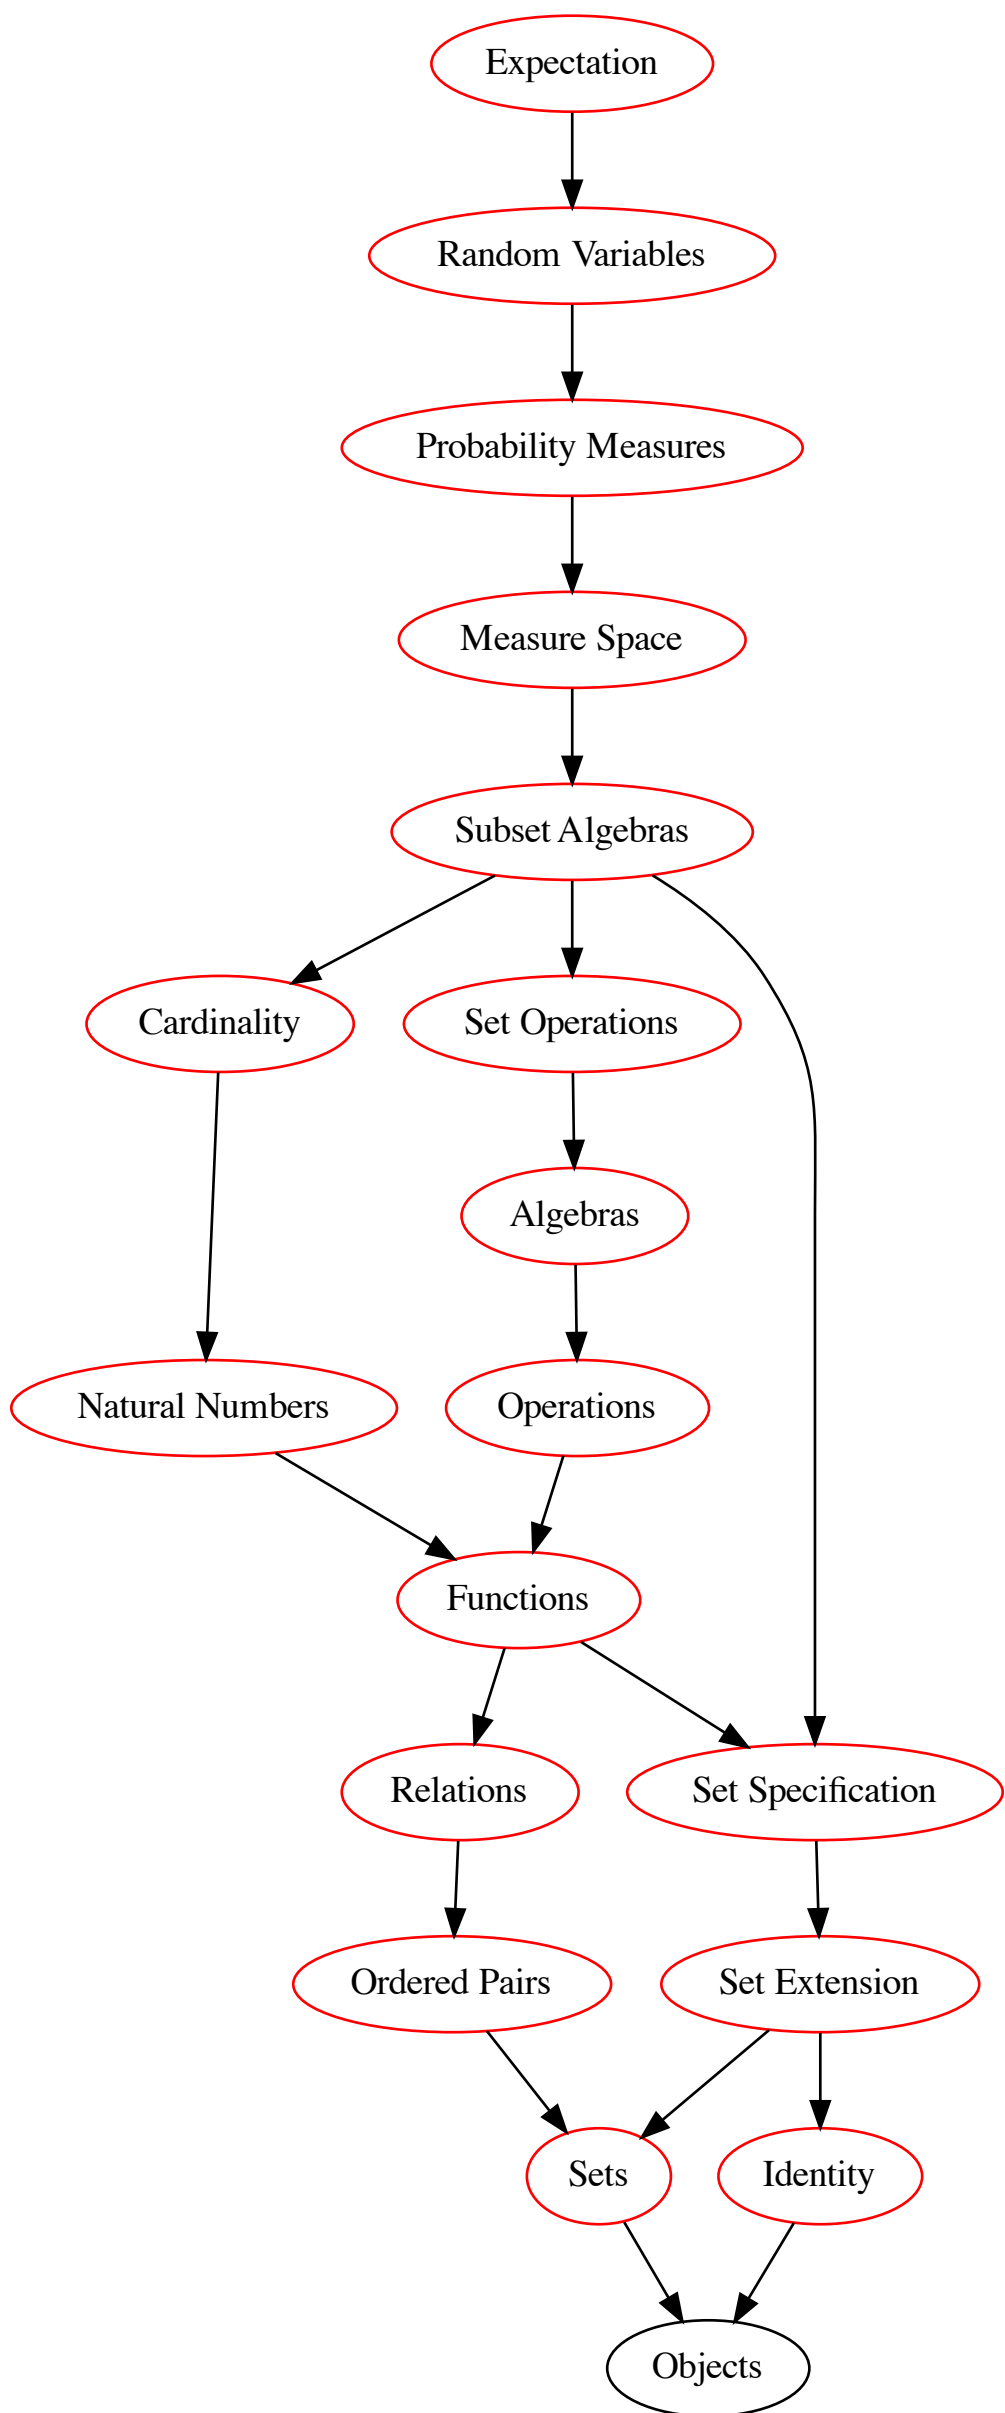 Expectation
Random Variables
Probability Measures
Measure Space
Subset Algebras
Cardinality
Set Operations
Algebras
Natural Numbers
Operations
Functions
Relations
Set Specification
Ordered Pairs
Set Extension
Sets
Identity
Objects